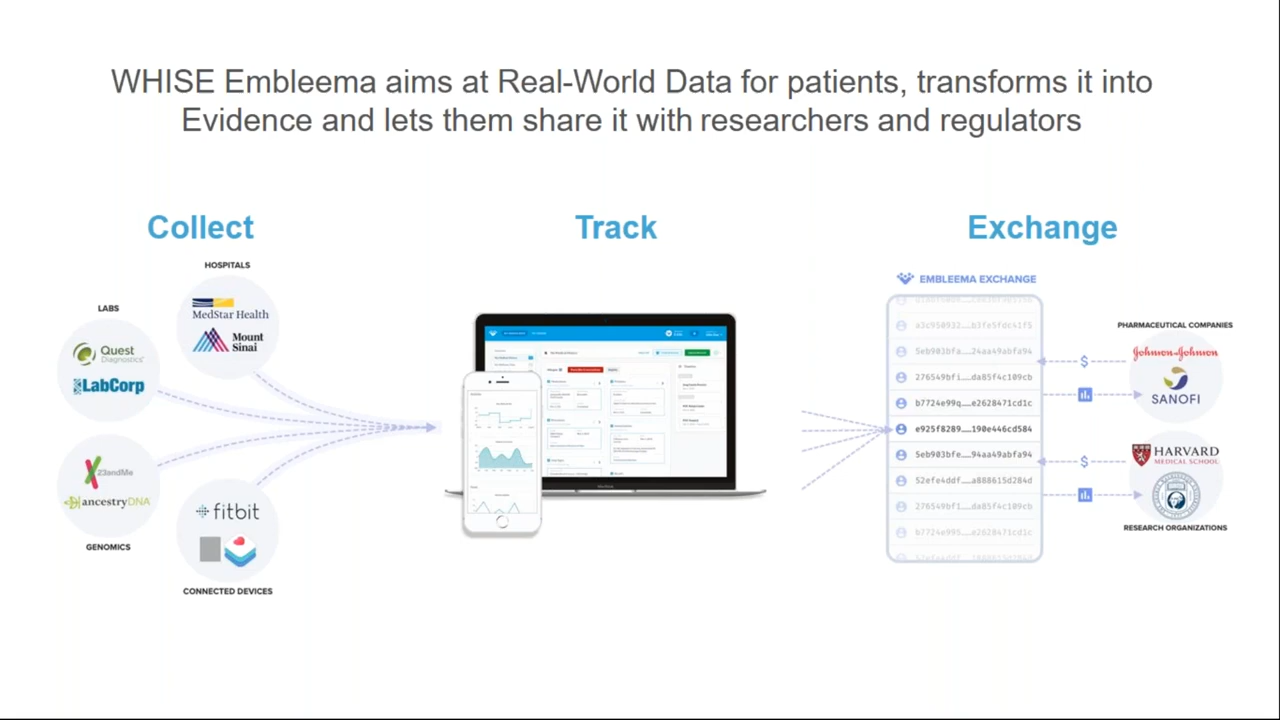 WHISE Embleema aims at Real-World Data for patients, transforms it into
Evidence and lets them share it with researchers and regulators
Collect
Track
Exchange
HOSPITALS
MedStar Health
Mount
Sinai
LABS
Quest
Diagnostics
LabCorp
23andMe
ancestryDNA
GENOMICS
fitbit
CONNECTED DEVICES
EMBLEEMA EXCHANGE
a3c950932.....b3fe5fdc41f5
5eb903bfa.....24aa49abfa94
276549bfi.....da85f4c109cb
b7724e99q.....e2628471cd1c
e925f8289.....190e446cd584
5eb903bfe.....94aa49abfa94
52efe4ddf.....a888615d284d
276549bfi.....da85f4c109cb
b7724e995.....e2628471cd1c
$
$
PHARMACEUTICAL COMPANIES
Johnson & Johnson
SANOFI
HARVARD
MEDICAL SCHOOL
RESEARCH ORGANIZATIONS